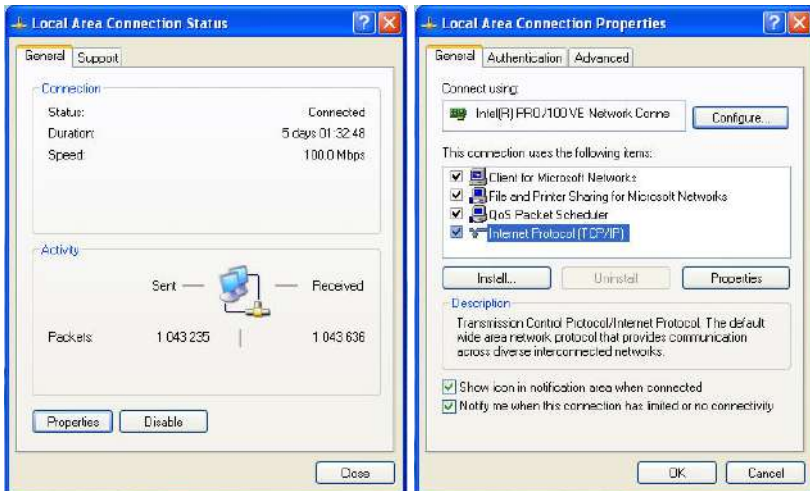 Local Area Connection Status
General Support
Connection
Status: Connected
Duration: 5 days 01:32:48
Speed: 100.0 Mbps
Activity
Sent Received
Packets: 1 043 235 1 043 636
Properties Disable
Close
Local Area Connection Properties
General Authentication Advanced
Connect using:
Intel(R) PRO/100 VE Network Conne
Configure...
This connection uses the following items:
Client for Microsoft Networks
File and Printer Sharing for Microsoft Networks
QoS Packet Scheduler
Internet Protocol (TCP/IP)
Install... Uninstall Properties
Description
Transmission Control Protocol/Internet Protocol. The default
wide area network protocol that provides communication
across diverse interconnected networks.
Show icon in notification area when connected
Notify me when this connection has limited or no connectivity
OK Cancel